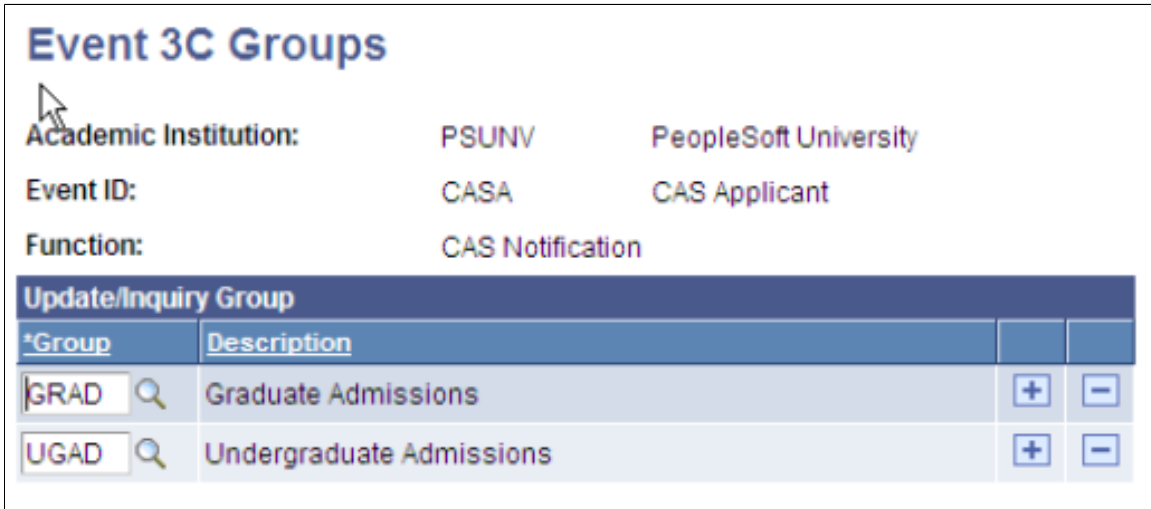 Event 3C Groups
Academic Institution: PSUNV PeopleSoft University
Event ID: CASA CAS Applicant
Function: CAS Notification
Update/Inquiry Group
*Group Description
GRAD Graduate Admissions
UGAD Undergraduate Admissions